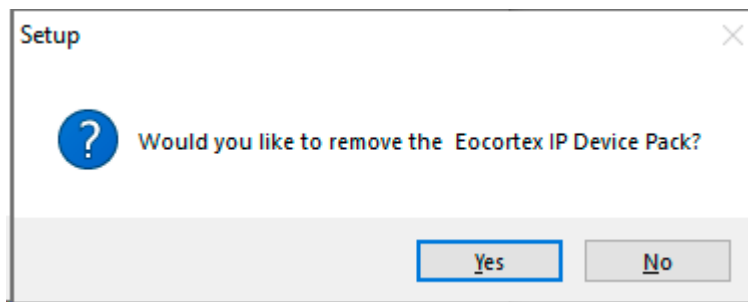 Setup
Would you like to remove the  Eocortex IP Device Pack?
Yes
No